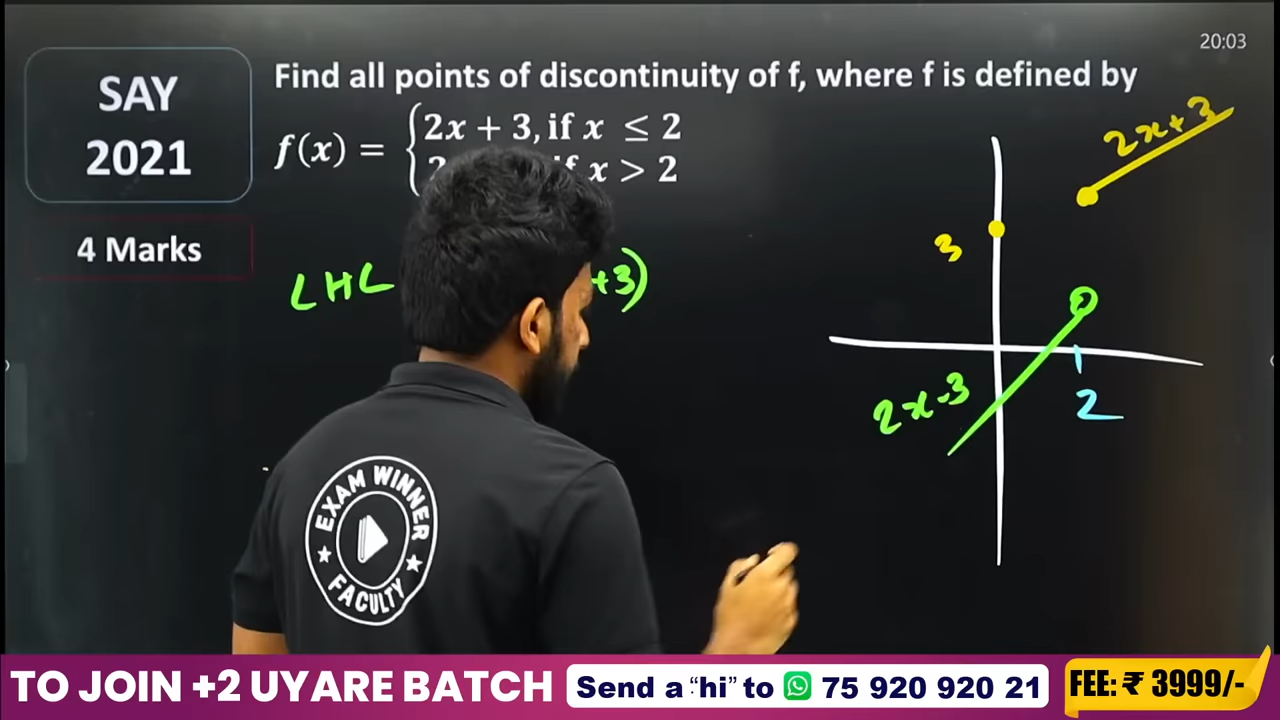 20:03
SAY
2021
4 Marks
Find all points of discontinuity of f, where f is defined by
f(x) = {2x + 3, if x ≤ 2
if x > 2
LHL +3)
3
2x+3
2x-3
2
EXAM WINNER
FACULTY
TO JOIN +2 UYARE BATCH
Send a “hi” to 75 920 920 21
FEE: ₹ 3999/-